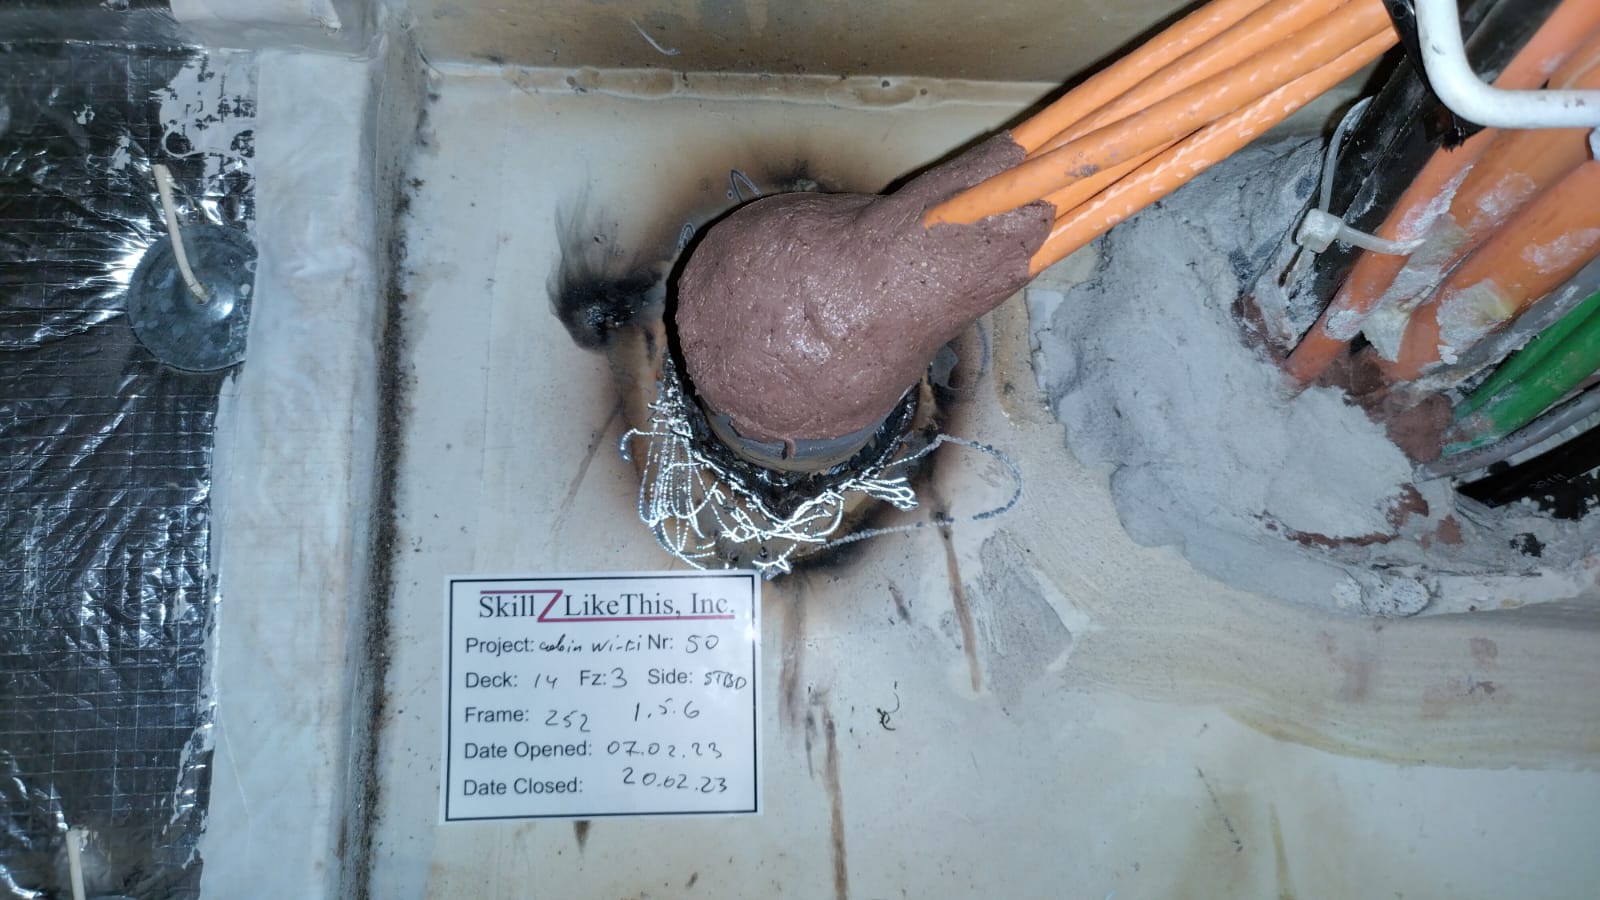 SkillZLikeThis, Inc.
Project: cabin Wi-Fi Nr: 50
Deck: 14 Fz: 3 Side: STBD
Frame: 252 1.5.6
Date Opened: 07.02.23
Date Closed: 20.02.23